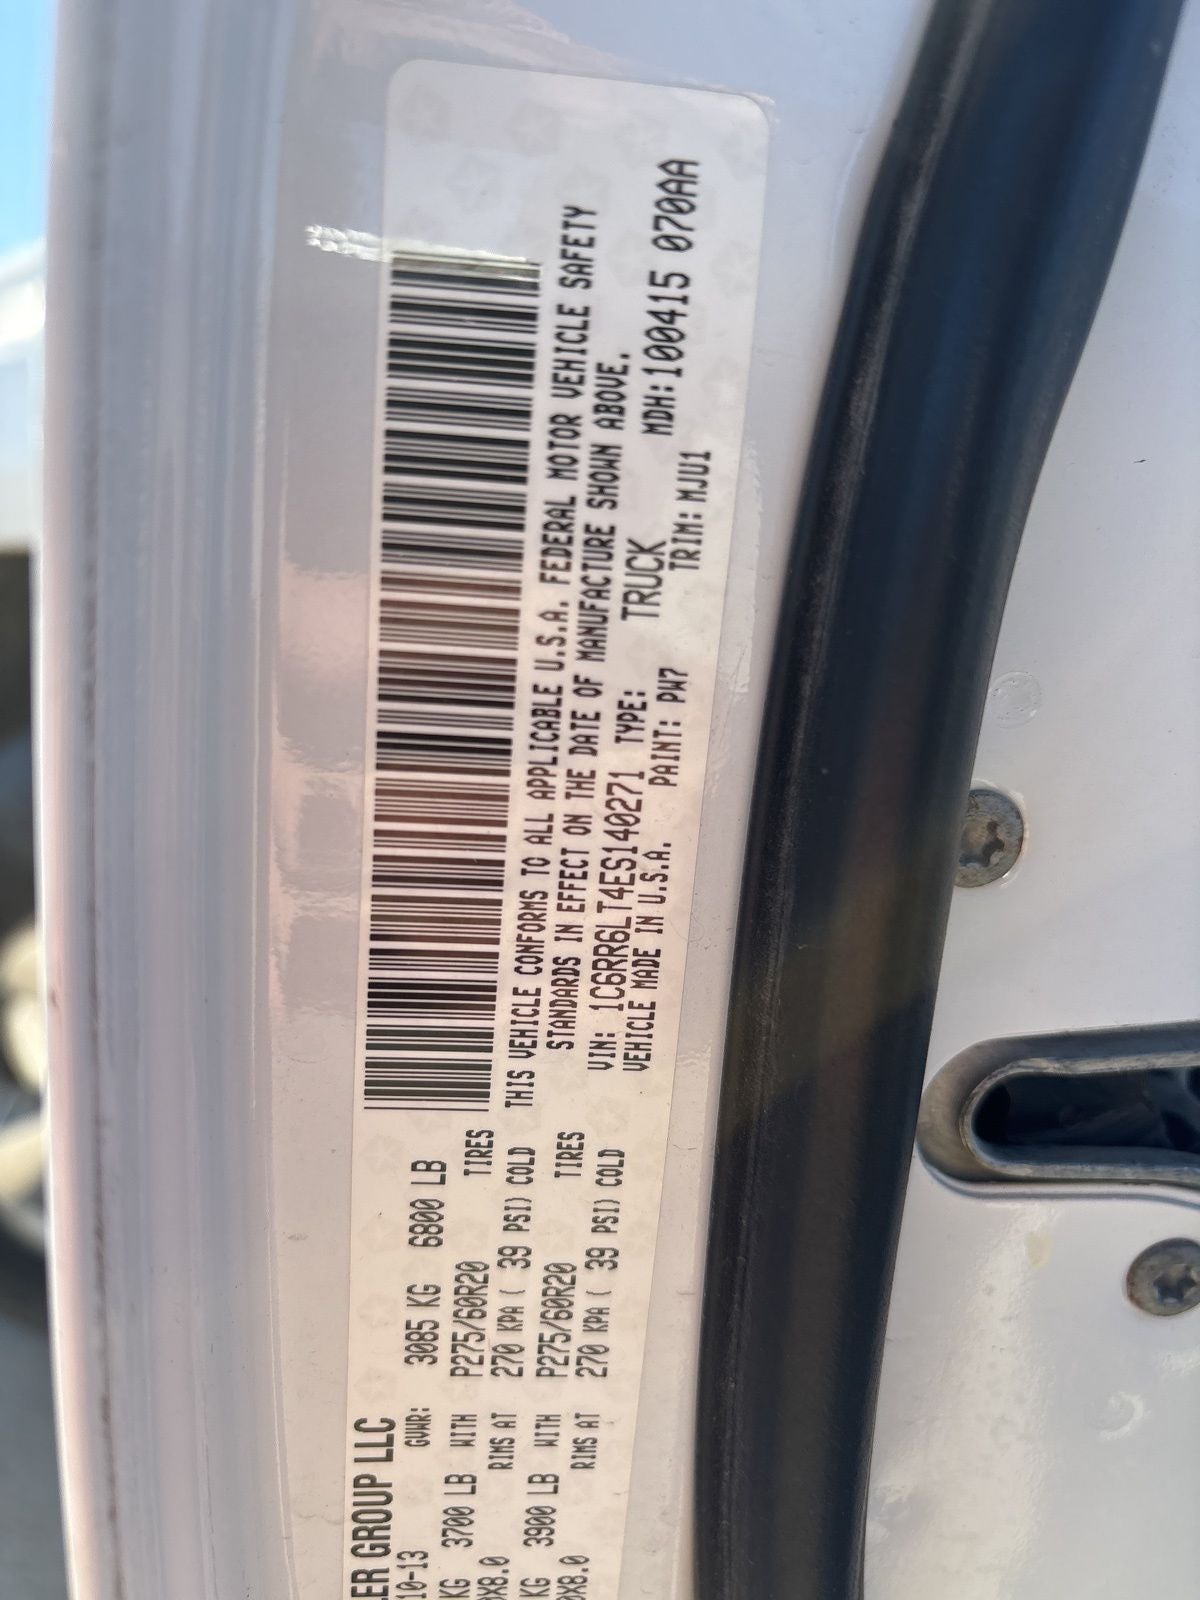 LER GROUP LLC
10-13 GVWR: 3085 KG 6800 LB
KG 3700 LB WITH P275/60R20 TIRES
0X8.0 RIMS AT 270 KPA ( 39 PSI) COLD
KG 3900 LB WITH P275/60R20 TIRES
0X8.0 RIMS AT 270 KPA ( 39 PSI) COLD
THIS VEHICLE CONFORMS TO ALL APPLICABLE U.S.A. FEDERAL MOTOR VEHICLE SAFETY
STANDARDS IN EFFECT ON THE DATE OF MANUFACTURE SHOWN ABOVE.
VIN: 1C6RR6LT4ES140271 TYPE: TRUCK MDH:100415 070AA
VEHICLE MADE IN U.S.A. PAINT: PW7 TRIM: MJU1